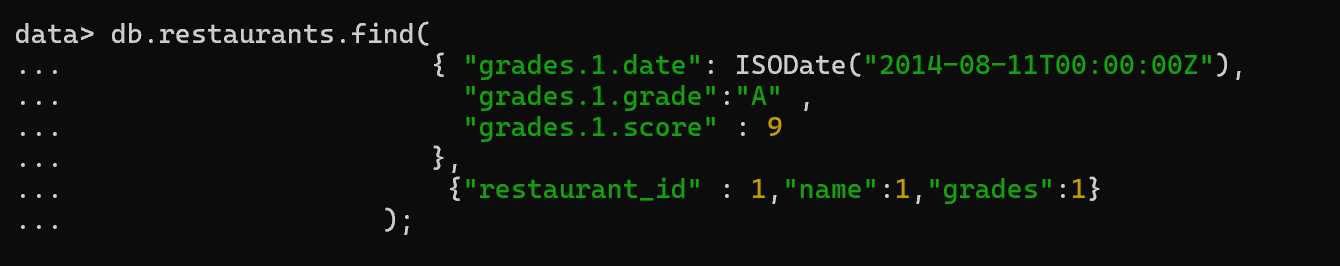 data> db.restaurants.find(
... { "grades.1.date": ISODate("2014-08-11T00:00:00Z"),
... "grades.1.grade":"A" ,
... "grades.1.score" : 9
... },
... {"restaurant_id" : 1,"name":1,"grades":1}
... );